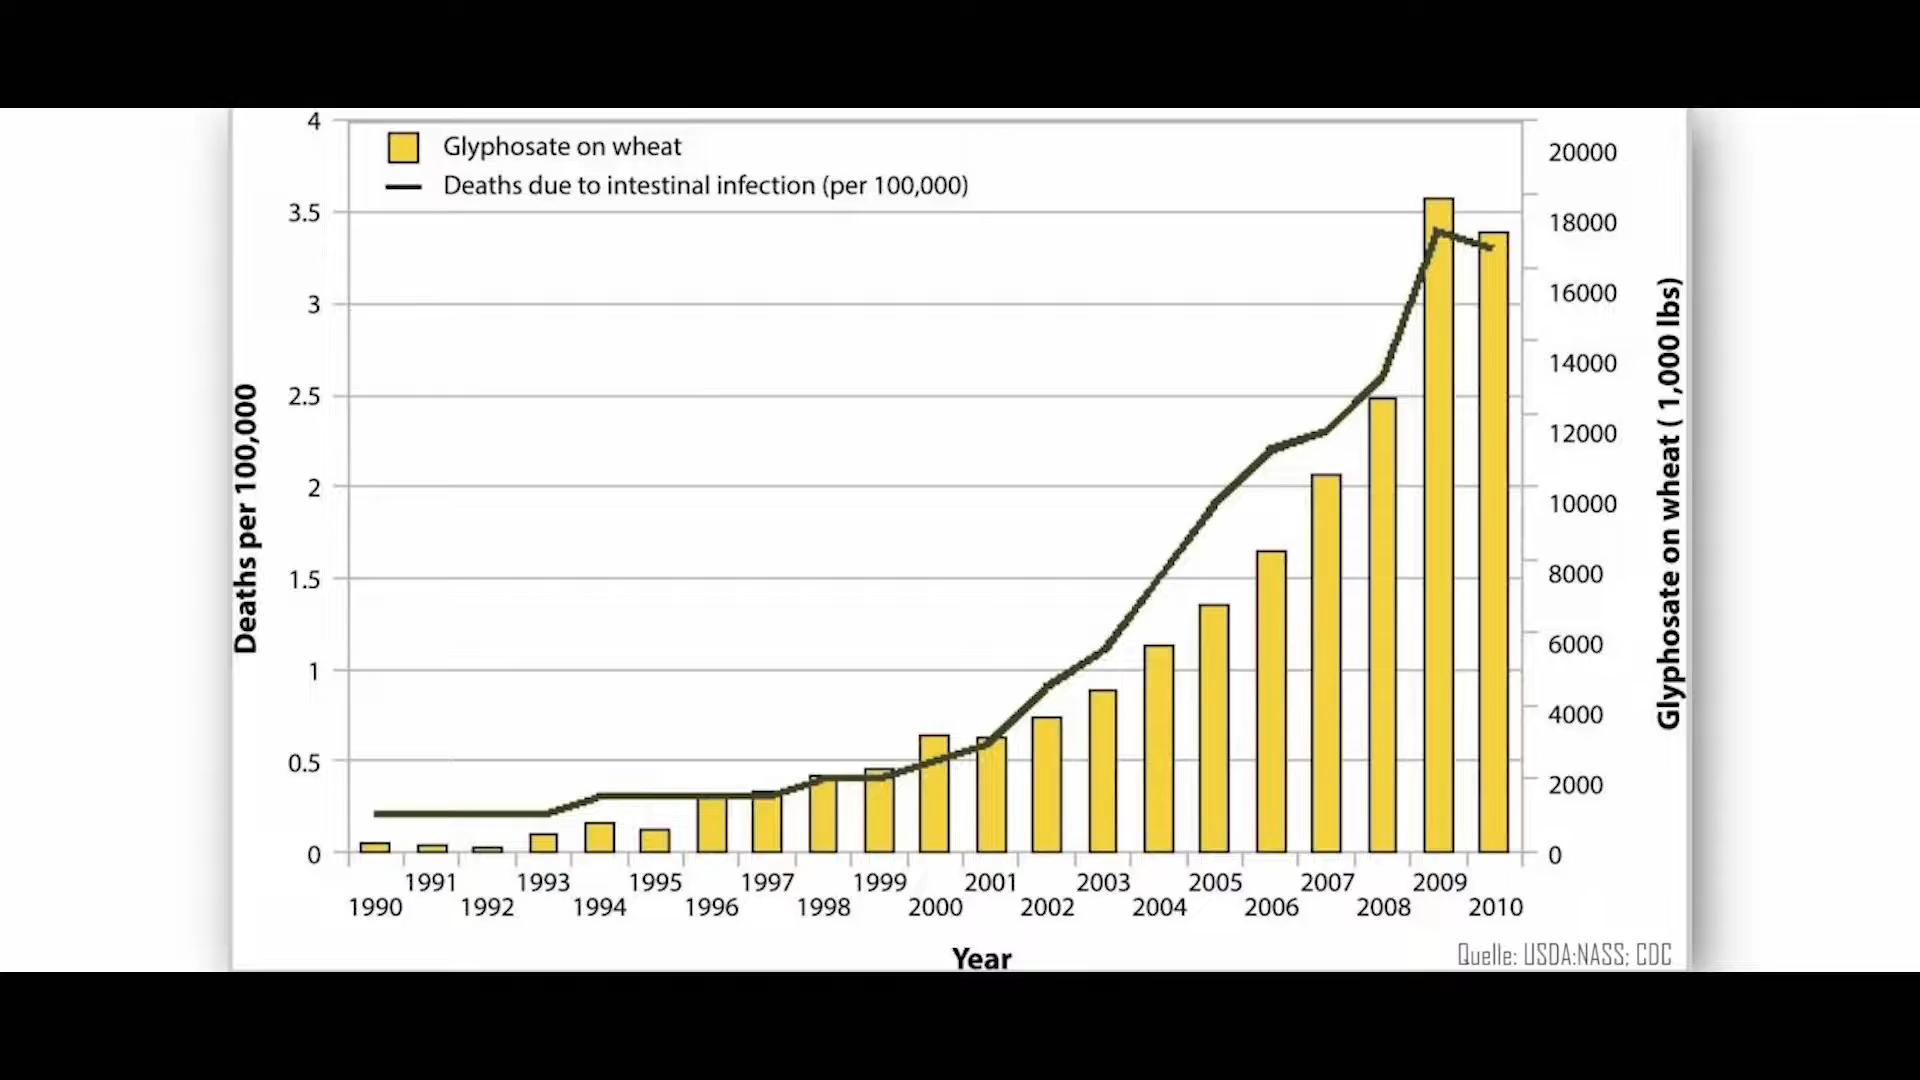 Glyphosate on wheat
Deaths due to intestinal infection (per 100,000)
4
3.5
3
2.5
2
1.5
1
0.5
0
Deaths per 100,000
20000
18000
16000
14000
12000
10000
8000
6000
4000
2000
0
Glyphosate on wheat ( 1,000 lbs)
1991 1993 1995 1997 1999 2001 2003 2005 2007 2009
1990 1992 1994 1996 1998 2000 2002 2004 2006 2008 2010
Year
Quelle: USDA:NASS; CDC